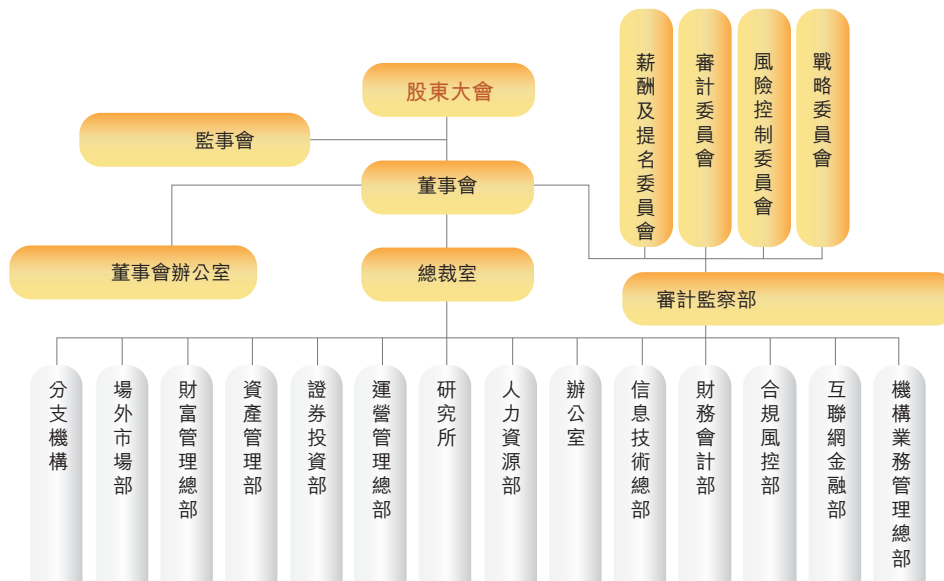 股東大會
監事會
董事會
薪酬及提名委員會
審計委員會
風險控制委員會
戰略委員會
董事會辦公室
總裁室
審計監察部
分支機構
場外市場部
財富管理總部
資產管理部
證券投資部
運營管理總部
研究所
人力資源部
辦公室
信息技術總部
財務會計部
合規風控部
互聯網金融部
機構業務管理總部